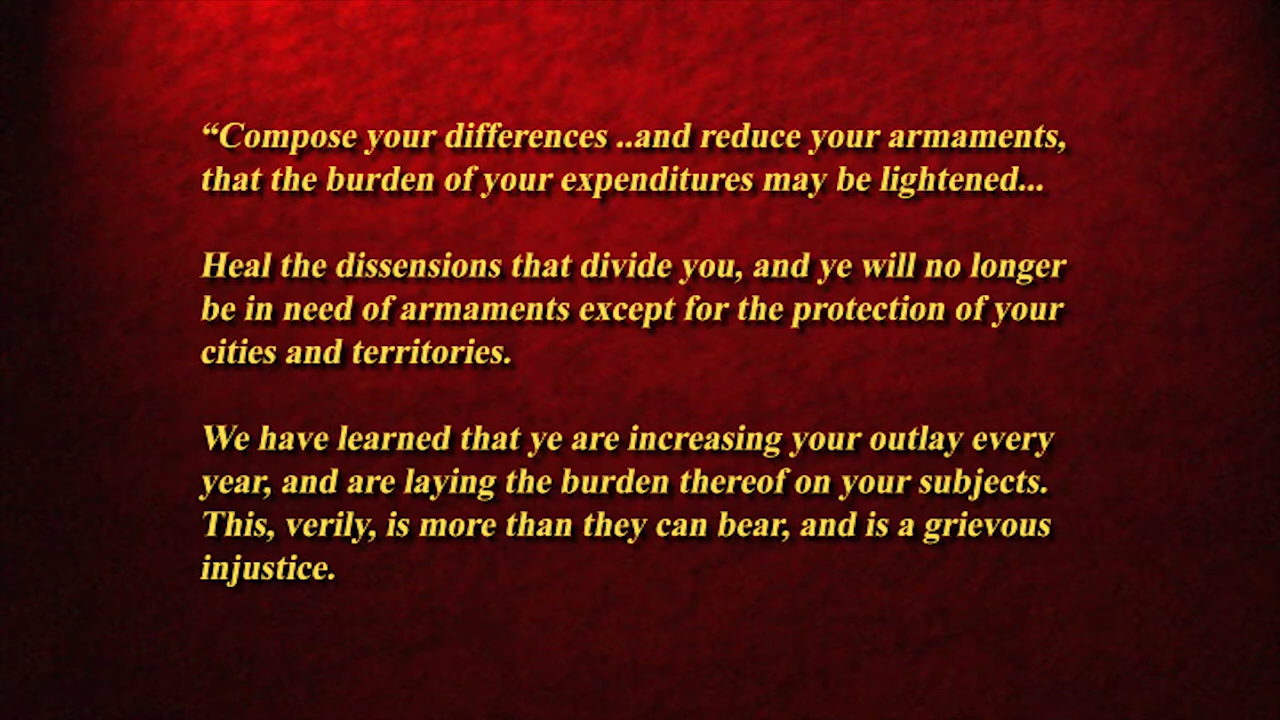 “Compose your differences ..and reduce your armaments,
that the burden of your expenditures may be lightened...
Heal the dissensions that divide you, and ye will no longer
be in need of armaments except for the protection of your
cities and territories.
We have learned that ye are increasing your outlay every
year, and are laying the burden thereof on your subjects.
This, verily, is more than they can bear, and is a grievous
injustice.